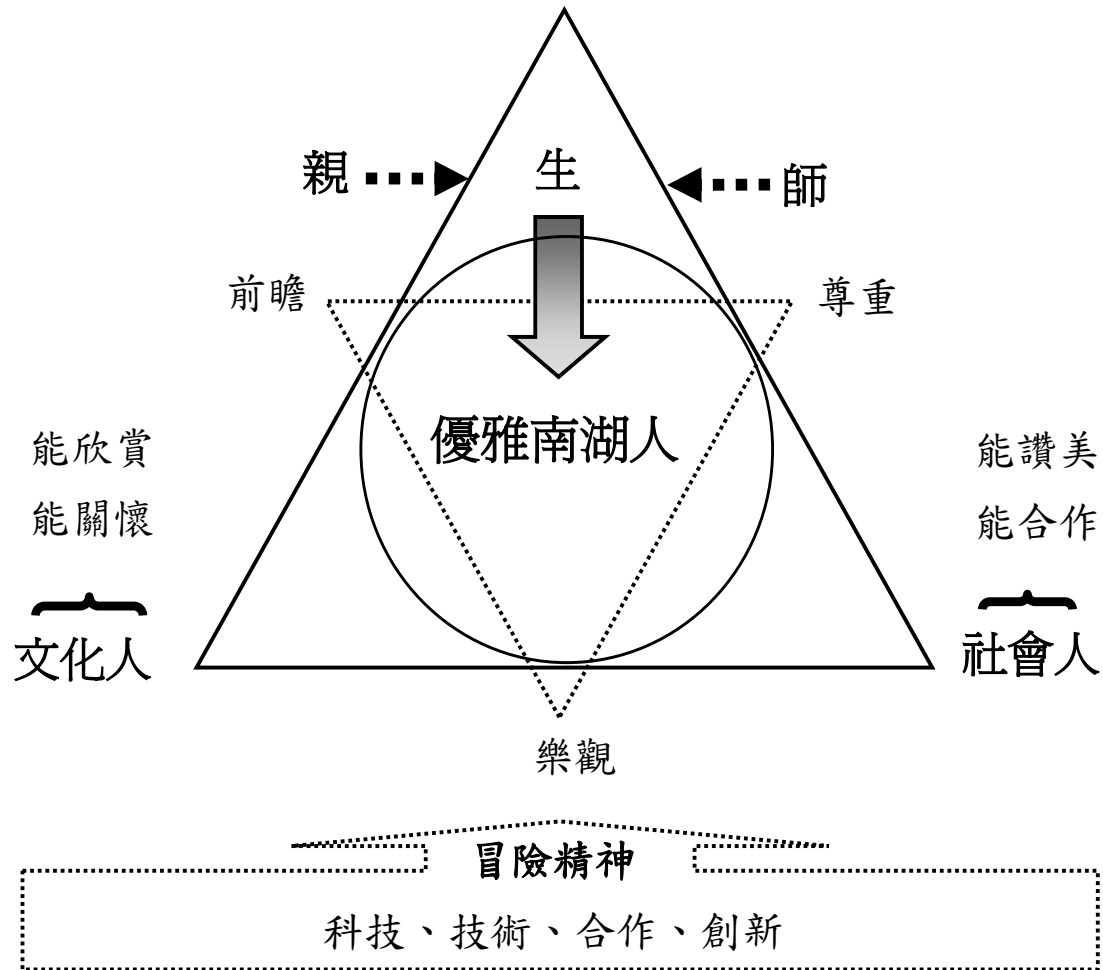 親 生 師
前瞻 尊重
優雅南湖人
能欣賞 能讚美
能關懷 能合作
文化人 社會人
樂觀
冒險精神
科技、技術、合作、創新